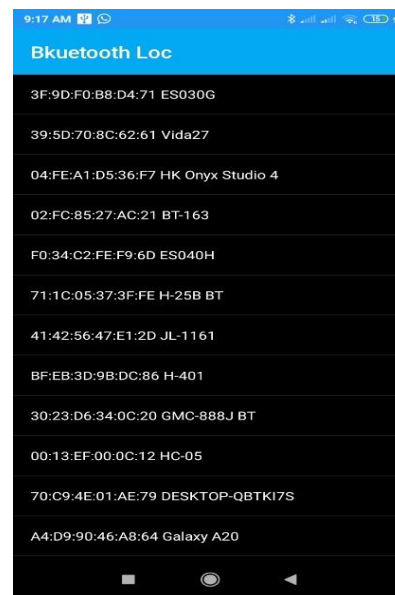 9:17 AM
15
Bkuetooth Loc
3F:9D:F0:B8:D4:71 ES030G
39:5D:70:8C:62:61 Vida27
04:FE:A1:D5:36:F7 HK Onyx Studio 4
02:FC:85:27:AC:21 BT-163
F0:34:C2:FE:F9:6D ES040H
71:1C:05:37:3F:FE H-25B BT
41:42:56:47:E1:2D JL-1161
BF:EB:3D:9B:DC:86 H-401
30:23:D6:34:0C:20 GMC-888J BT
00:13:EF:00:0C:12 HC-05
70:C9:4E:01:AE:79 DESKTOP-QBTKI7S
A4:D9:90:46:A8:64 Galaxy A20